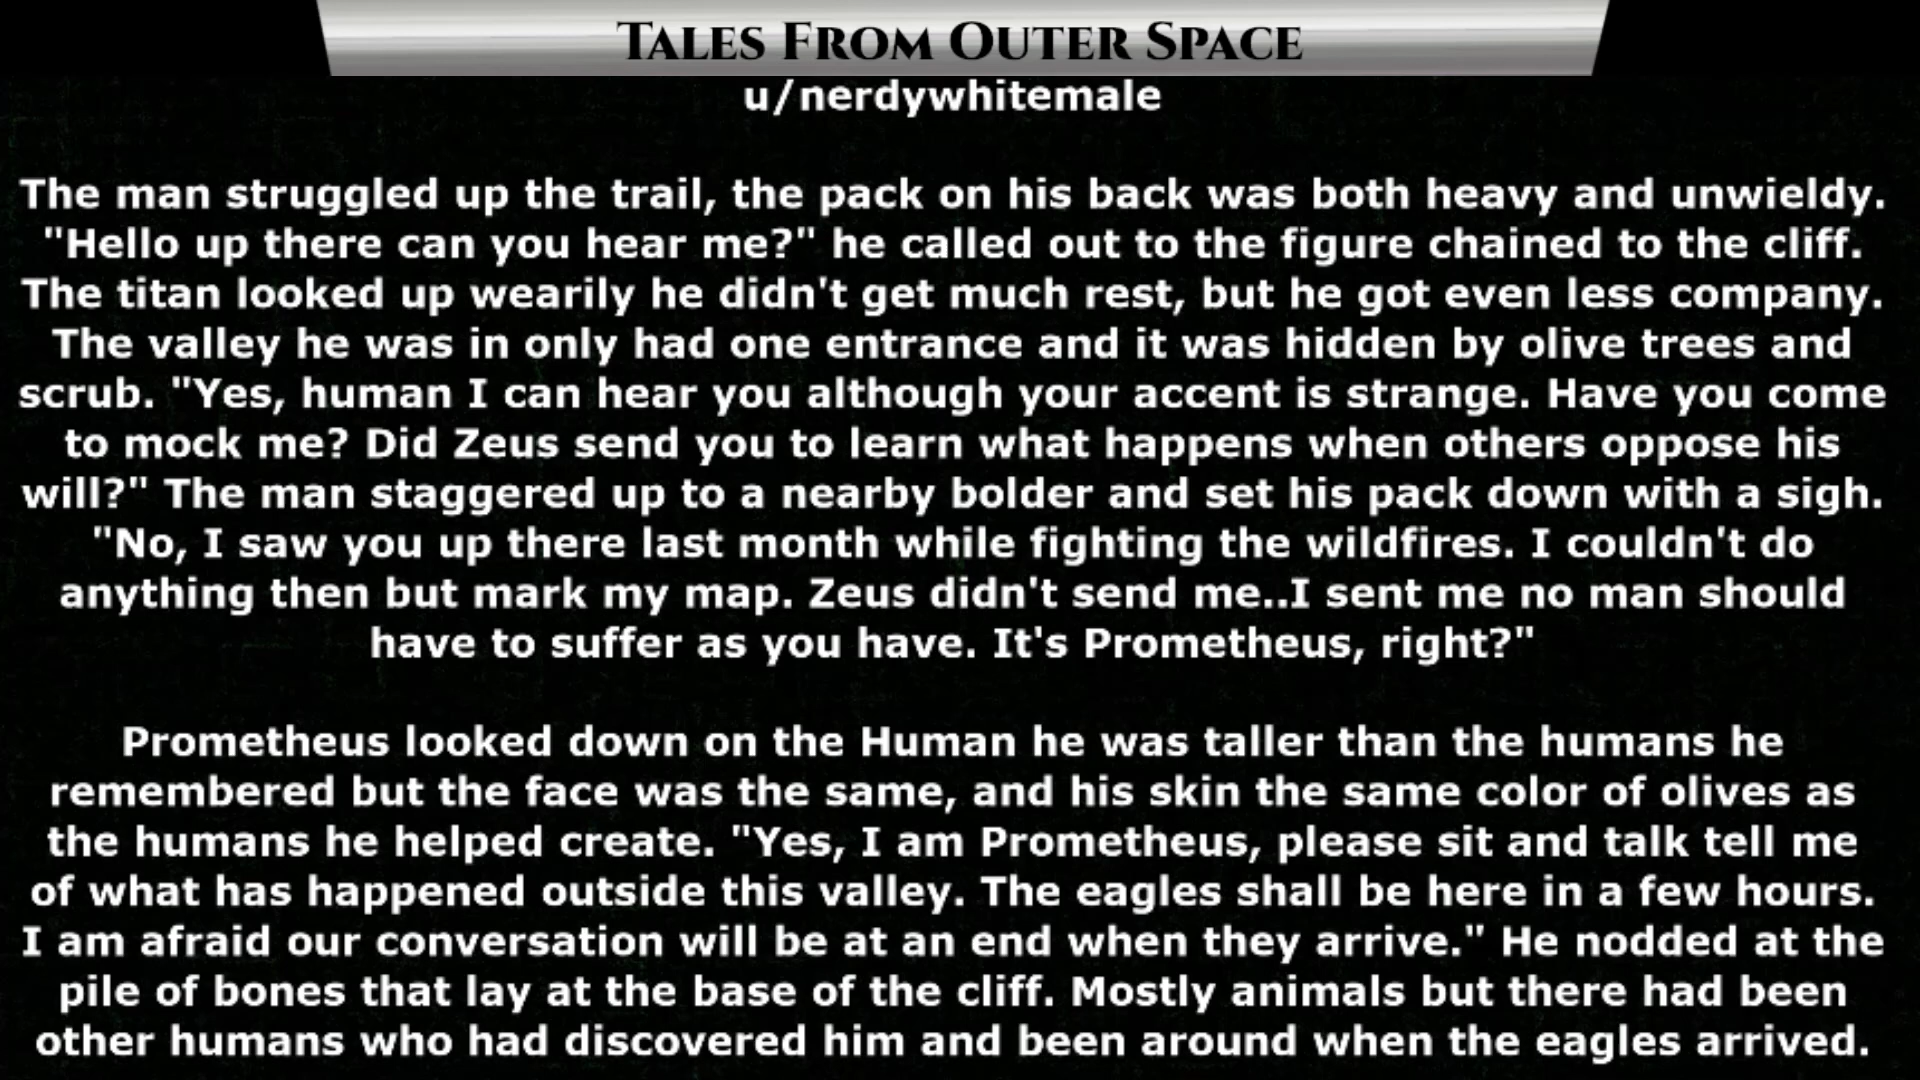 Tales From Outer Space
u/nerdywhitemale
The man struggled up the trail, the pack on his back was both heavy and unwieldy.
"Hello up there can you hear me?" he called out to the figure chained to the cliff.
The titan looked up wearily he didn't get much rest, but he got even less company.
The valley he was in only had one entrance and it was hidden by olive trees and
scrub. "Yes, human I can hear you although your accent is strange. Have you come
to mock me? Did Zeus send you to learn what happens when others oppose his
will?" The man staggered up to a nearby bolder and set his pack down with a sigh.
"No, I saw you up there last month while fighting the wildfires. I couldn't do
anything then but mark my map. Zeus didn't send me..I sent me no man should
have to suffer as you have. It's Prometheus, right?"
Prometheus looked down on the Human he was taller than the humans he
remembered but the face was the same, and his skin the same color of olives as
the humans he helped create. "Yes, I am Prometheus, please sit and talk tell me
of what has happened outside this valley. The eagles shall be here in a few hours.
I am afraid our conversation will be at an end when they arrive." He nodded at the
pile of bones that lay at the base of the cliff. Mostly animals but there had been
other humans who had discovered him and been around when the eagles arrived.